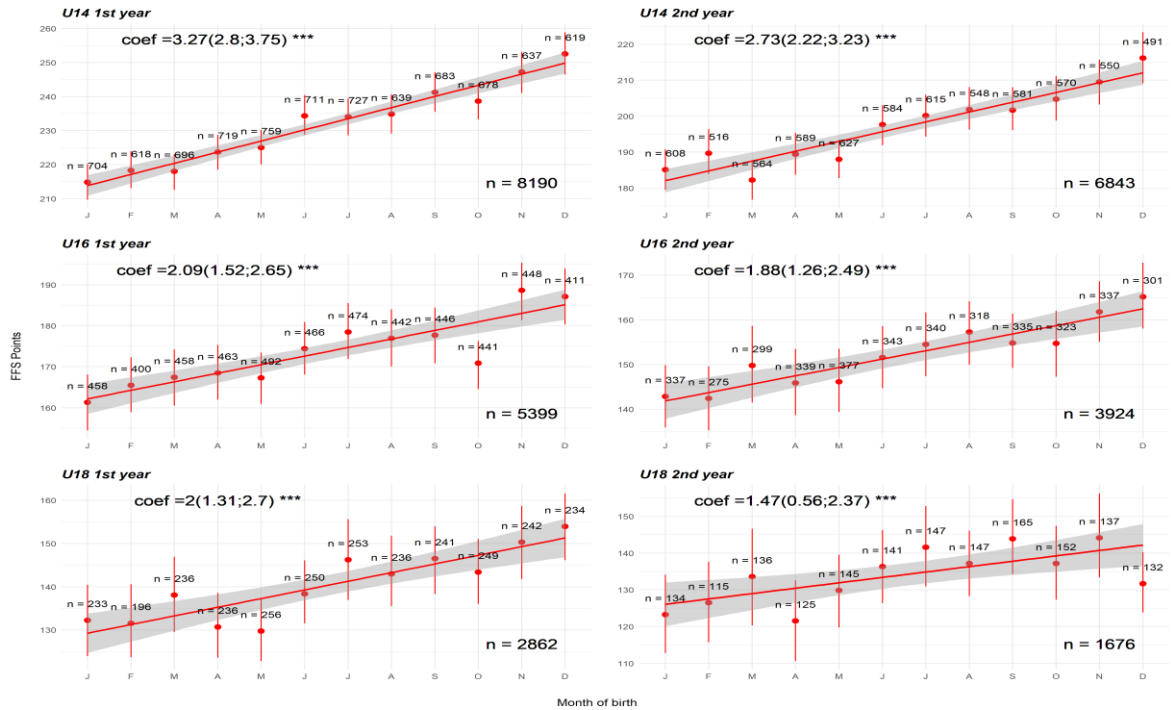 U14 1st year
coef =3.27(2.8;3.75) ***
260
250
240
230
220
210
n = 704
n = 618
n = 696
n = 719
n = 759
n = 711
n = 727
n = 639
n = 683
n = 678
n = 637
n = 619
n = 8190
J F M A M J J A S O N D
U14 2nd year
coef =2.73(2.22;3.23) ***
220
210
200
190
180
n = 608
n = 516
n = 564
n = 589
n = 627
n = 584
n = 615
n = 548
n = 581
n = 570
n = 550
n = 491
n = 6843
J F M A M J J A S O N D
FFS Points
U16 1st year
coef =2.09(1.52;2.65) ***
190
180
170
160
n = 458
n = 400
n = 458
n = 463
n = 492
n = 466
n = 474
n = 442
n = 446
n = 441
n = 448
n = 411
n = 5399
J F M A M J J A S O N D
U16 2nd year
coef =1.88(1.26;2.49) ***
170
160
150
140
n = 337
n = 275
n = 299
n = 339
n = 377
n = 343
n = 340
n = 318
n = 335
n = 323
n = 337
n = 301
n = 3924
J F M A M J J A S O N D
U18 1st year
coef =2(1.31;2.7) ***
160
150
140
130
n = 233
n = 196
n = 236
n = 236
n = 256
n = 250
n = 253
n = 236
n = 241
n = 249
n = 242
n = 234
n = 2862
J F M A M J J A S O N D
U18 2nd year
coef =1.47(0.56;2.37) ***
150
140
130
120
110
n = 134
n = 115
n = 136
n = 125
n = 145
n = 141
n = 147
n = 147
n = 165
n = 152
n = 137
n = 132
n = 1676
J F M A M J J A S O N D
Month of birth